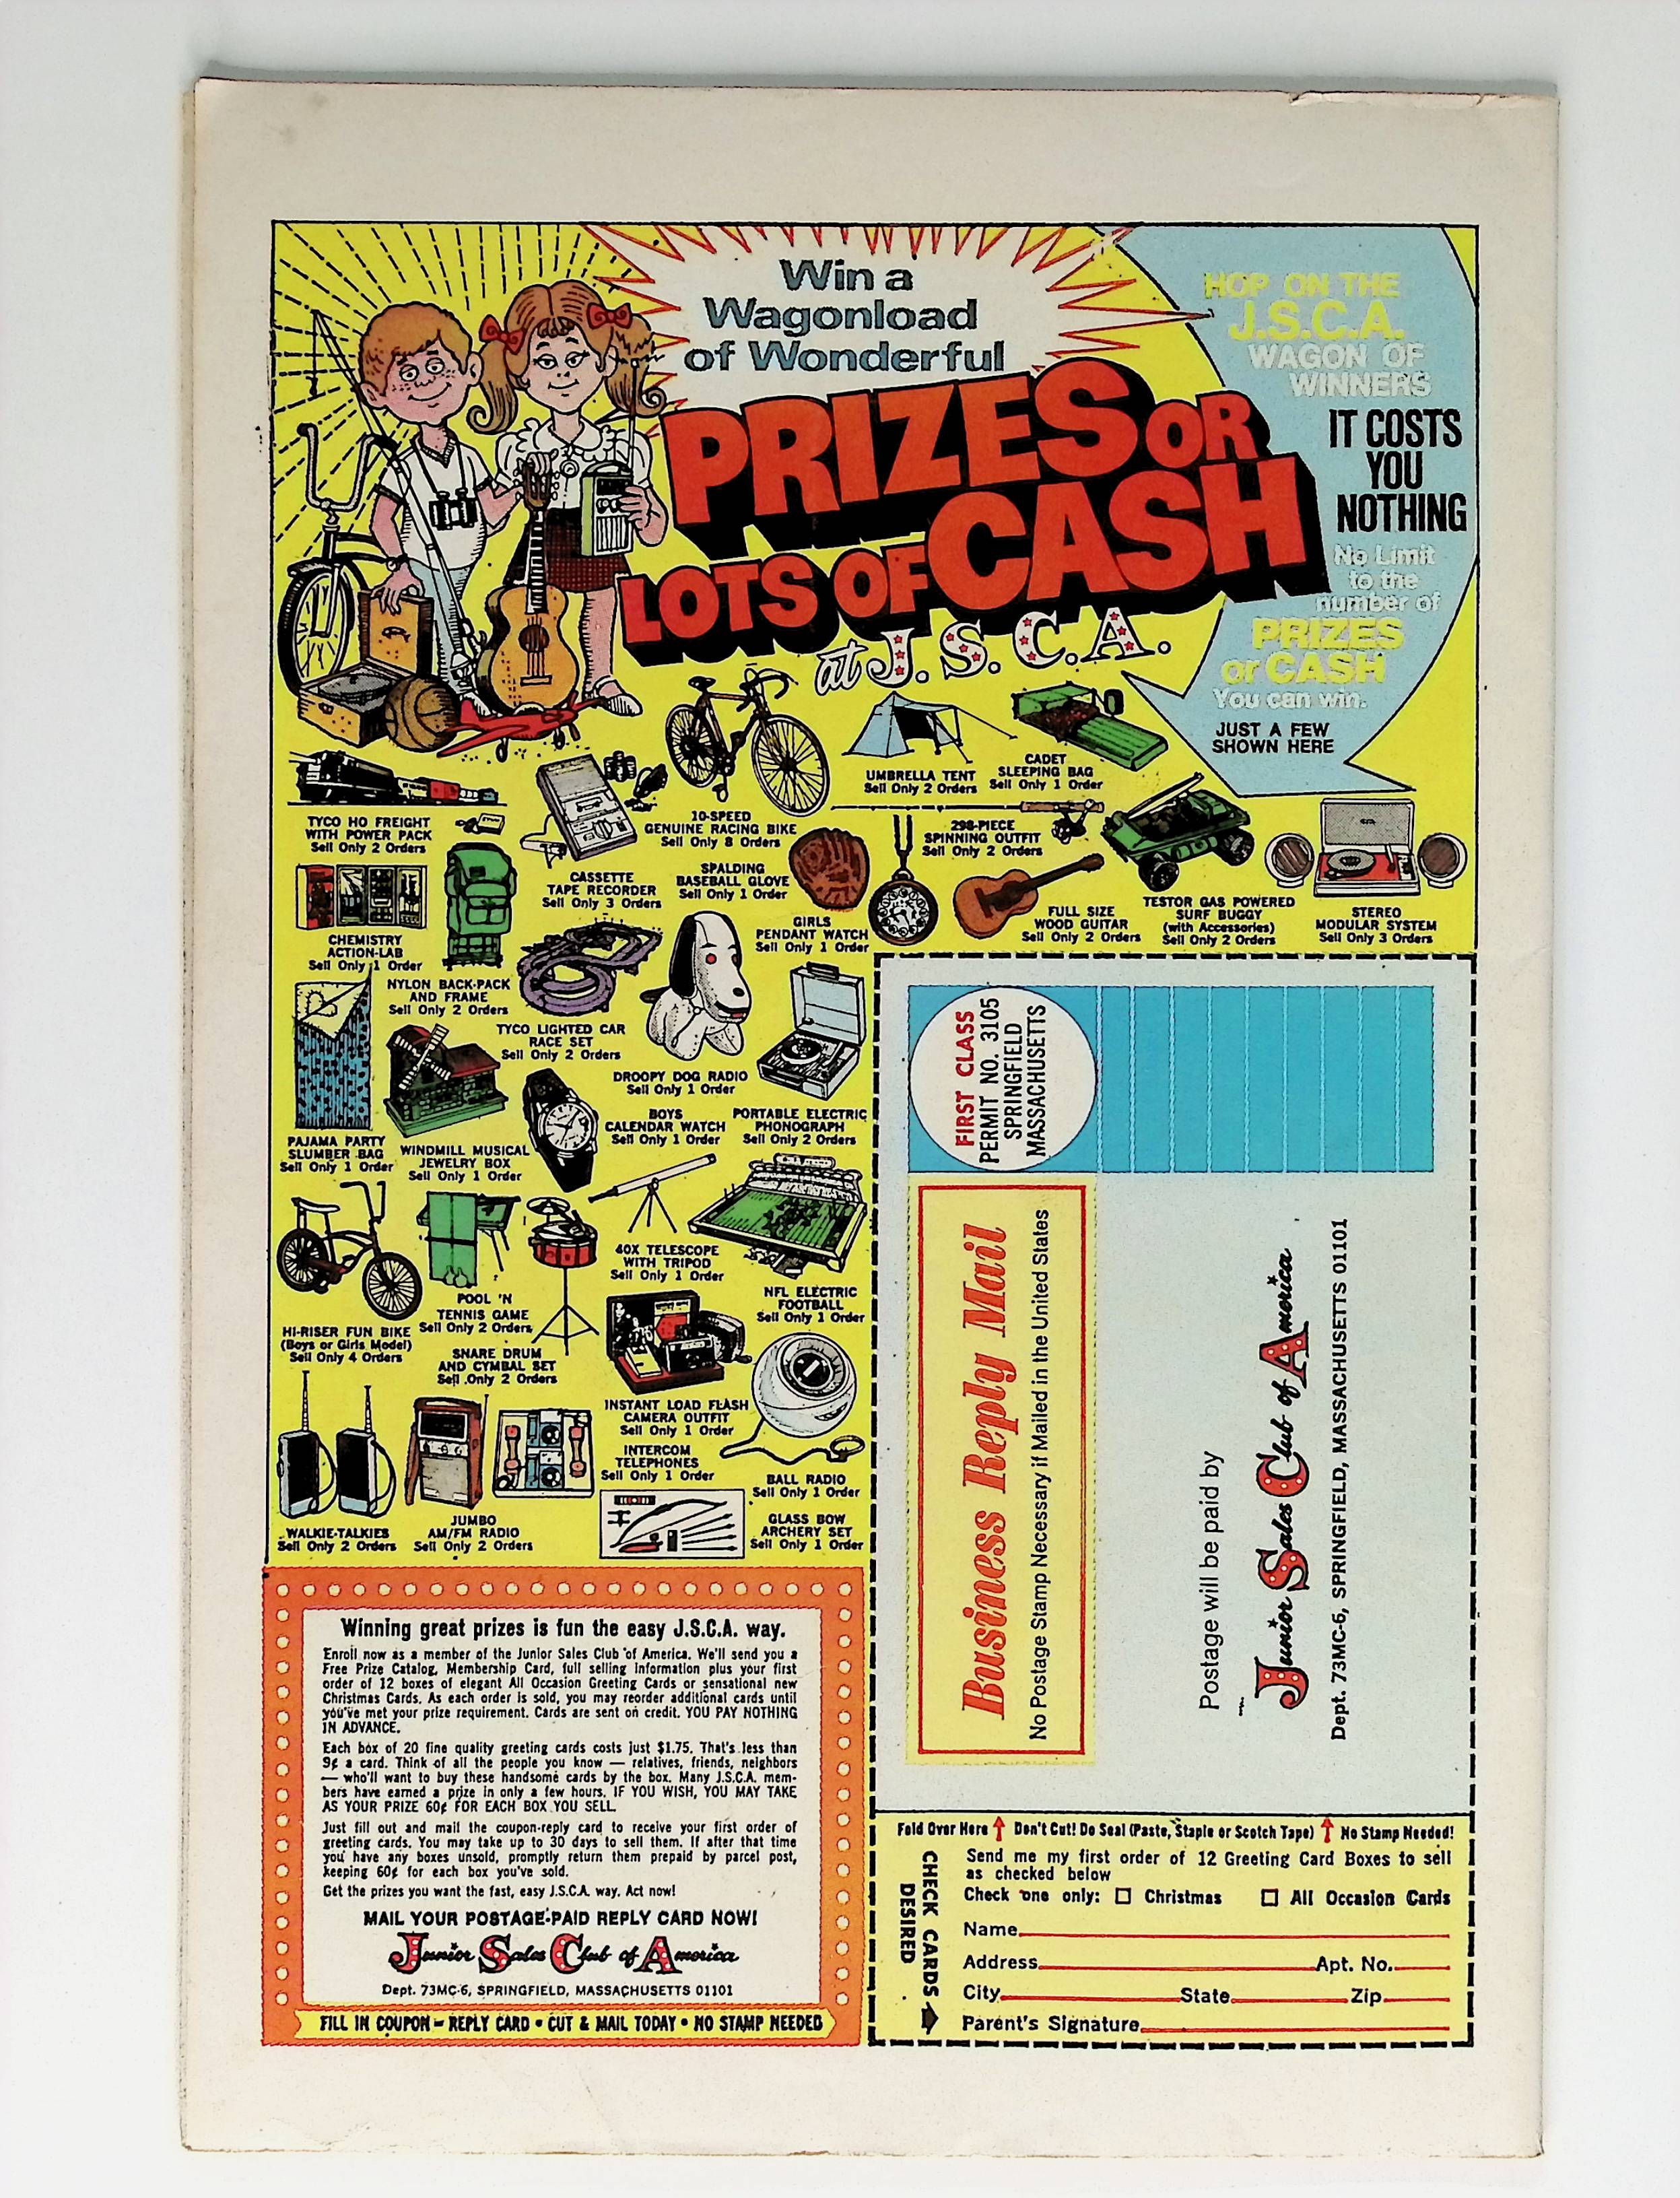 Win a
Wagonload
of Wonderful
PRIZES OR
LOTS OF CASH
at J.S.C.A.
HOP ON THE
J.S.C.A.
WAGON OF
WINNERS
IT COSTS
YOU
NOTHING
No Limit
to the
number of
PRIZES
or CASH
You can win.
JUST A FEW
SHOWN HERE
UMBRELLA TENT
Sell Only 2 Orders
CADET
SLEEPING BAG
Sell Only 1 Order
TYCO HO FREIGHT
WITH POWER PACK
Sell Only 2 Orders
10-SPEED
GENUINE RACING BIKE
Sell Only 8 Orders
298-PIECE
SPINNING OUTFIT
Sell Only 2 Orders
CASSETTE
TAPE RECORDER
Sell Only 3 Orders
SPALDING
BASEBALL GLOVE
Sell Only 1 Order
GIRLS
PENDANT WATCH
Sell Only 1 Order
FULL SIZE
WOOD GUITAR
Sell Only 2 Orders
TESTOR GAS POWERED
SURF BUGGY
(with Accessories)
Sell Only 2 Orders
STEREO
MODULAR SYSTEM
Sell Only 3 Orders
CHEMISTRY
ACTION-LAB
Sell Only 1 Order
NYLON BACK-PACK
AND FRAME
Sell Only 2 Orders
TYCO LIGHTED CAR
RACE SET
Sell Only 2 Orders
DROOPY DOG RADIO
Sell Only 1 Order
PAJAMA PARTY
SLUMBER BAG
Sell Only 1 Order
WINDMILL MUSICAL
JEWELRY BOX
Sell Only 1 Order
BOYS
CALENDAR WATCH
Sell Only 1 Order
PORTABLE ELECTRIC
PHONOGRAPH
Sell Only 2 Orders
HI-RISER FUN BIKE
(Boys or Girls Model)
Sell Only 4 Orders
POOL 'N
TENNIS GAME
Sell Only 2 Orders
SNARE DRUM
AND CYMBAL SET
Sell Only 2 Orders
40X TELESCOPE
WITH TRIPOD
Sell Only 1 Order
NFL ELECTRIC
FOOTBALL
Sell Only 1 Order
INSTANT LOAD FLASH
CAMERA OUTFIT
Sell Only 1 Order
INTERCOM
TELEPHONES
Sell Only 1 Order
BALL RADIO
Sell Only 1 Order
WALKIE-TALKIES
Sell Only 2 Orders
JUMBO
AM/FM RADIO
Sell Only 2 Orders
GLASS BOW
ARCHERY SET
Sell Only 1 Order
Winning great prizes is fun the easy J.S.C.A. way.
Enroll now as a member of the Junior Sales Club of America. We'll send you a
Free Prize Catalog, Membership Card, full selling information plus your first
order of 12 boxes of elegant All Occasion Greeting Cards or sensational new
Christmas Cards. As each order is sold, you may reorder additional cards until
you've met your prize requirement. Cards are sent on credit. YOU PAY NOTHING
IN ADVANCE.
Each box of 20 fine quality greeting cards costs just $1.75. That's less than
9¢ a card. Think of all the people you know — relatives, friends, neighbors
— who'll want to buy these handsome cards by the box. Many J.S.C.A. mem-
bers have earned a prize in only a few hours. IF YOU WISH, YOU MAY TAKE
AS YOUR PRIZE 60¢ FOR EACH BOX YOU SELL.
Just fill out and mail the coupon-reply card to receive your first order of
greeting cards. You may take up to 30 days to sell them. If after that time
you have any boxes unsold, promptly return them prepaid by parcel post,
keeping 60¢ for each box you've sold.
Get the prizes you want the fast, easy J.S.C.A. way. Act now!
MAIL YOUR POSTAGE-PAID REPLY CARD NOW!
Junior Sales Club of America
Dept. 73MC-6, SPRINGFIELD, MASSACHUSETTS 01101
FILL IN COUPON - REPLY CARD • CUT & MAIL TODAY • NO STAMP NEEDED
FIRST CLASS
PERMIT NO. 3105
SPRINGFIELD
MASSACHUSETTS
Business Reply Mail
No Postage Stamp Necessary if Mailed in the United States
Postage will be paid by
Junior Sales Club of America
Dept. 73MC-6, SPRINGFIELD, MASSACHUSETTS 01101
Fold Over Here Don't Cut! Do Seal (Paste, Staple or Scotch Tape) No Stamp Needed!
CHECK CARDS
DESIRED
Send me my first order of 12 Greeting Card Boxes to sell
as checked below
Check one only: □ Christmas □ All Occasion Cards
Name
Address Apt. No.
City State Zip
Parent's Signature